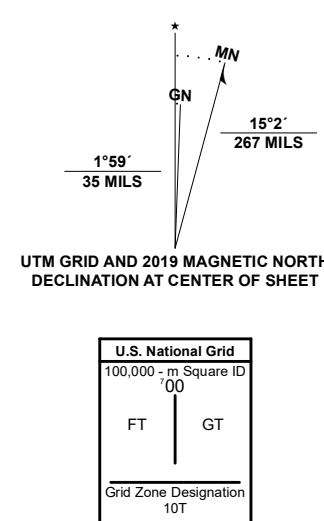 ★
MN
GN
15°2´
267 MILS
1°59´
35 MILS
UTM GRID AND 2019 MAGNETIC NORTH
DECLINATION AT CENTER OF SHEET
U.S. National Grid
100,000 - m Square ID
⁷00
FT GT
Grid Zone Designation
10T